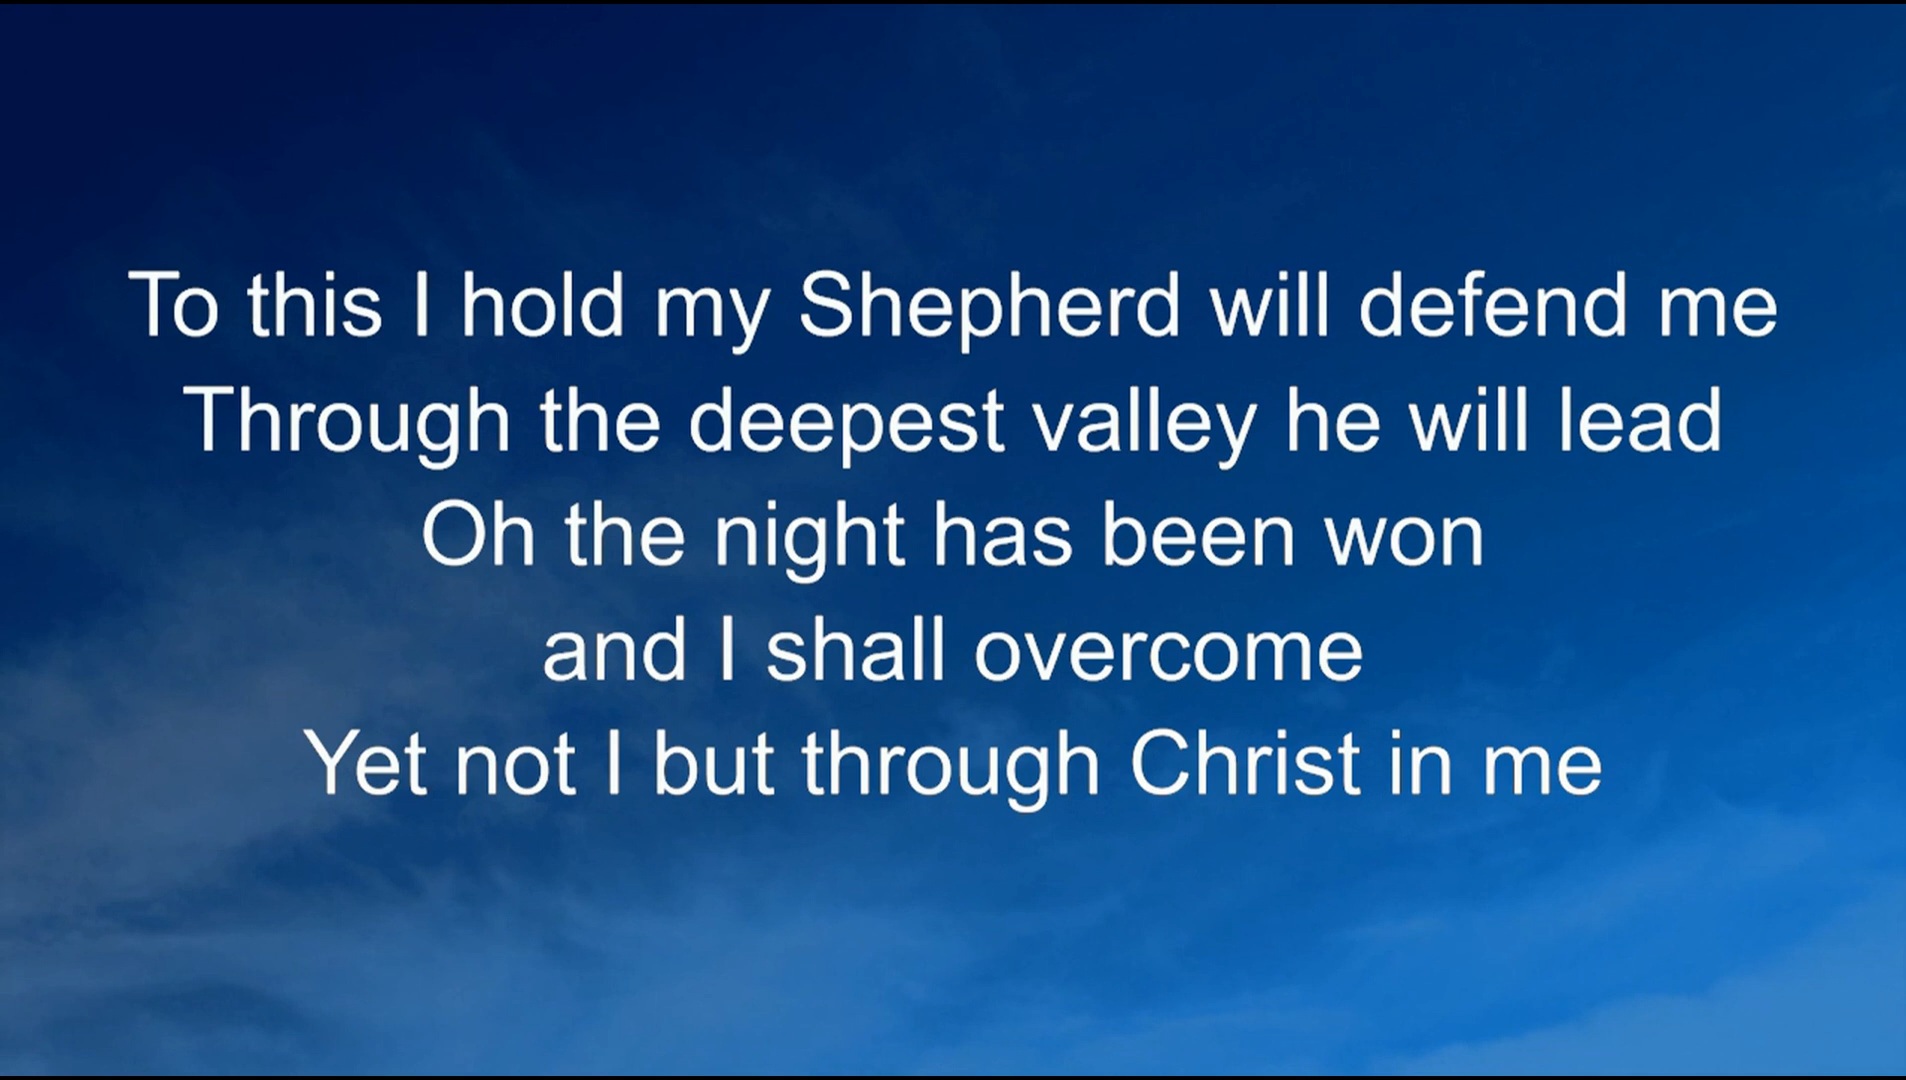 To this I hold my Shepherd will defend me
Through the deepest valley he will lead
Oh the night has been won
and I shall overcome
Yet not I but through Christ in me